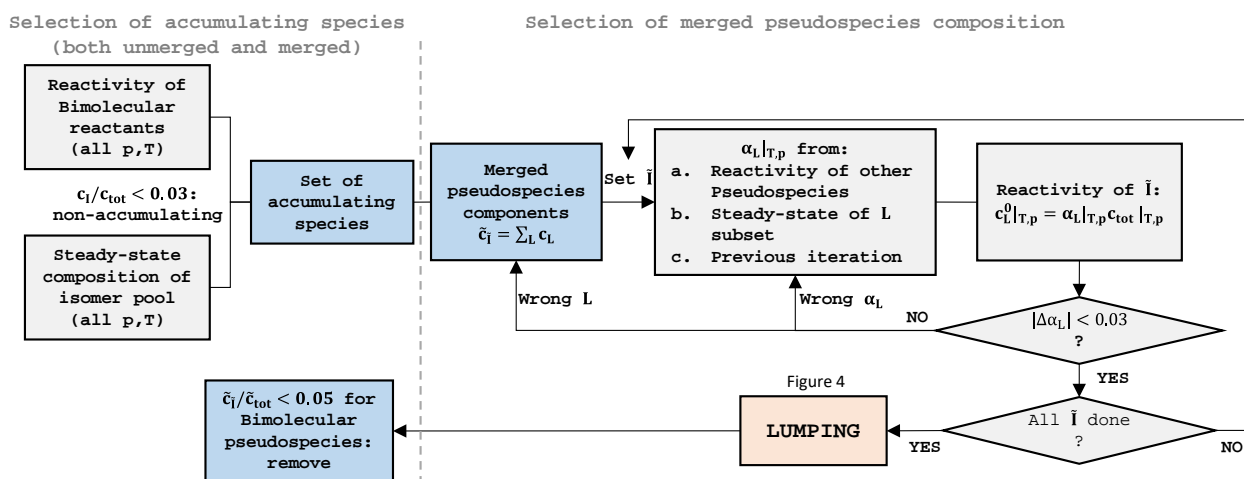 Selection of accumulating species
(both unmerged and merged)
Selection of merged pseudospecies composition
Reactivity of
Bimolecular
reactants
(all p,T)
c_I/c_tot < 0.03:
non-accumulating
Steady-state
composition of
isomer pool
(all p,T)
Set of
accumulating
species
Merged
pseudospecies
components
c̃_Ĩ = ∑_L c_L
Set Ĩ
α_L|_T,p from:
a. Reactivity of other
Pseudospecies
b. Steady-state of L
subset
c. Previous iteration
Reactivity of Ĩ:
c_L^0|_T,p = α_L|_T,p c_tot|_T,p
Wrong L
Wrong α_L
NO
|Δα_L| < 0.03
?
YES
All Ĩ done
?
NO
YES
Figure 4
LUMPING
c̃_Ĩ/c̃_tot < 0.05 for
Bimolecular
pseudospecies:
remove